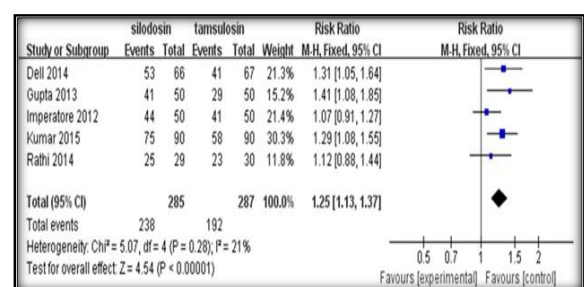 silodosin tamsulosin Risk Ratio Risk Ratio
Study or Subgroup Events Total Events Total Weight M-H, Fixed, 95% CI M-H, Fixed, 95% CI
Dell 2014 53 66 41 67 21.3% 1.31 [1.05, 1.64]
Gupta 2013 41 50 29 50 15.2% 1.41 [1.08, 1.85]
Imperatore 2012 44 50 41 50 21.5% 1.07 [0.91, 1.27]
Kumar 2015 75 90 58 90 30.3% 1.29 [1.08, 1.55]
Rathi 2014 25 29 23 30 11.8% 1.12 [0.88, 1.44]
Total (95% CI) 285 287 100.0% 1.25 [1.13, 1.37]
Total events 238 192
Heterogeneity: Chi² = 5.07, df = 4 (P = 0.28); I² = 21%
Test for overall effect: Z = 4.54 (P < 0.00001)
0.5 0.7 1 1.5 2
Favours [experimental] Favours [control]